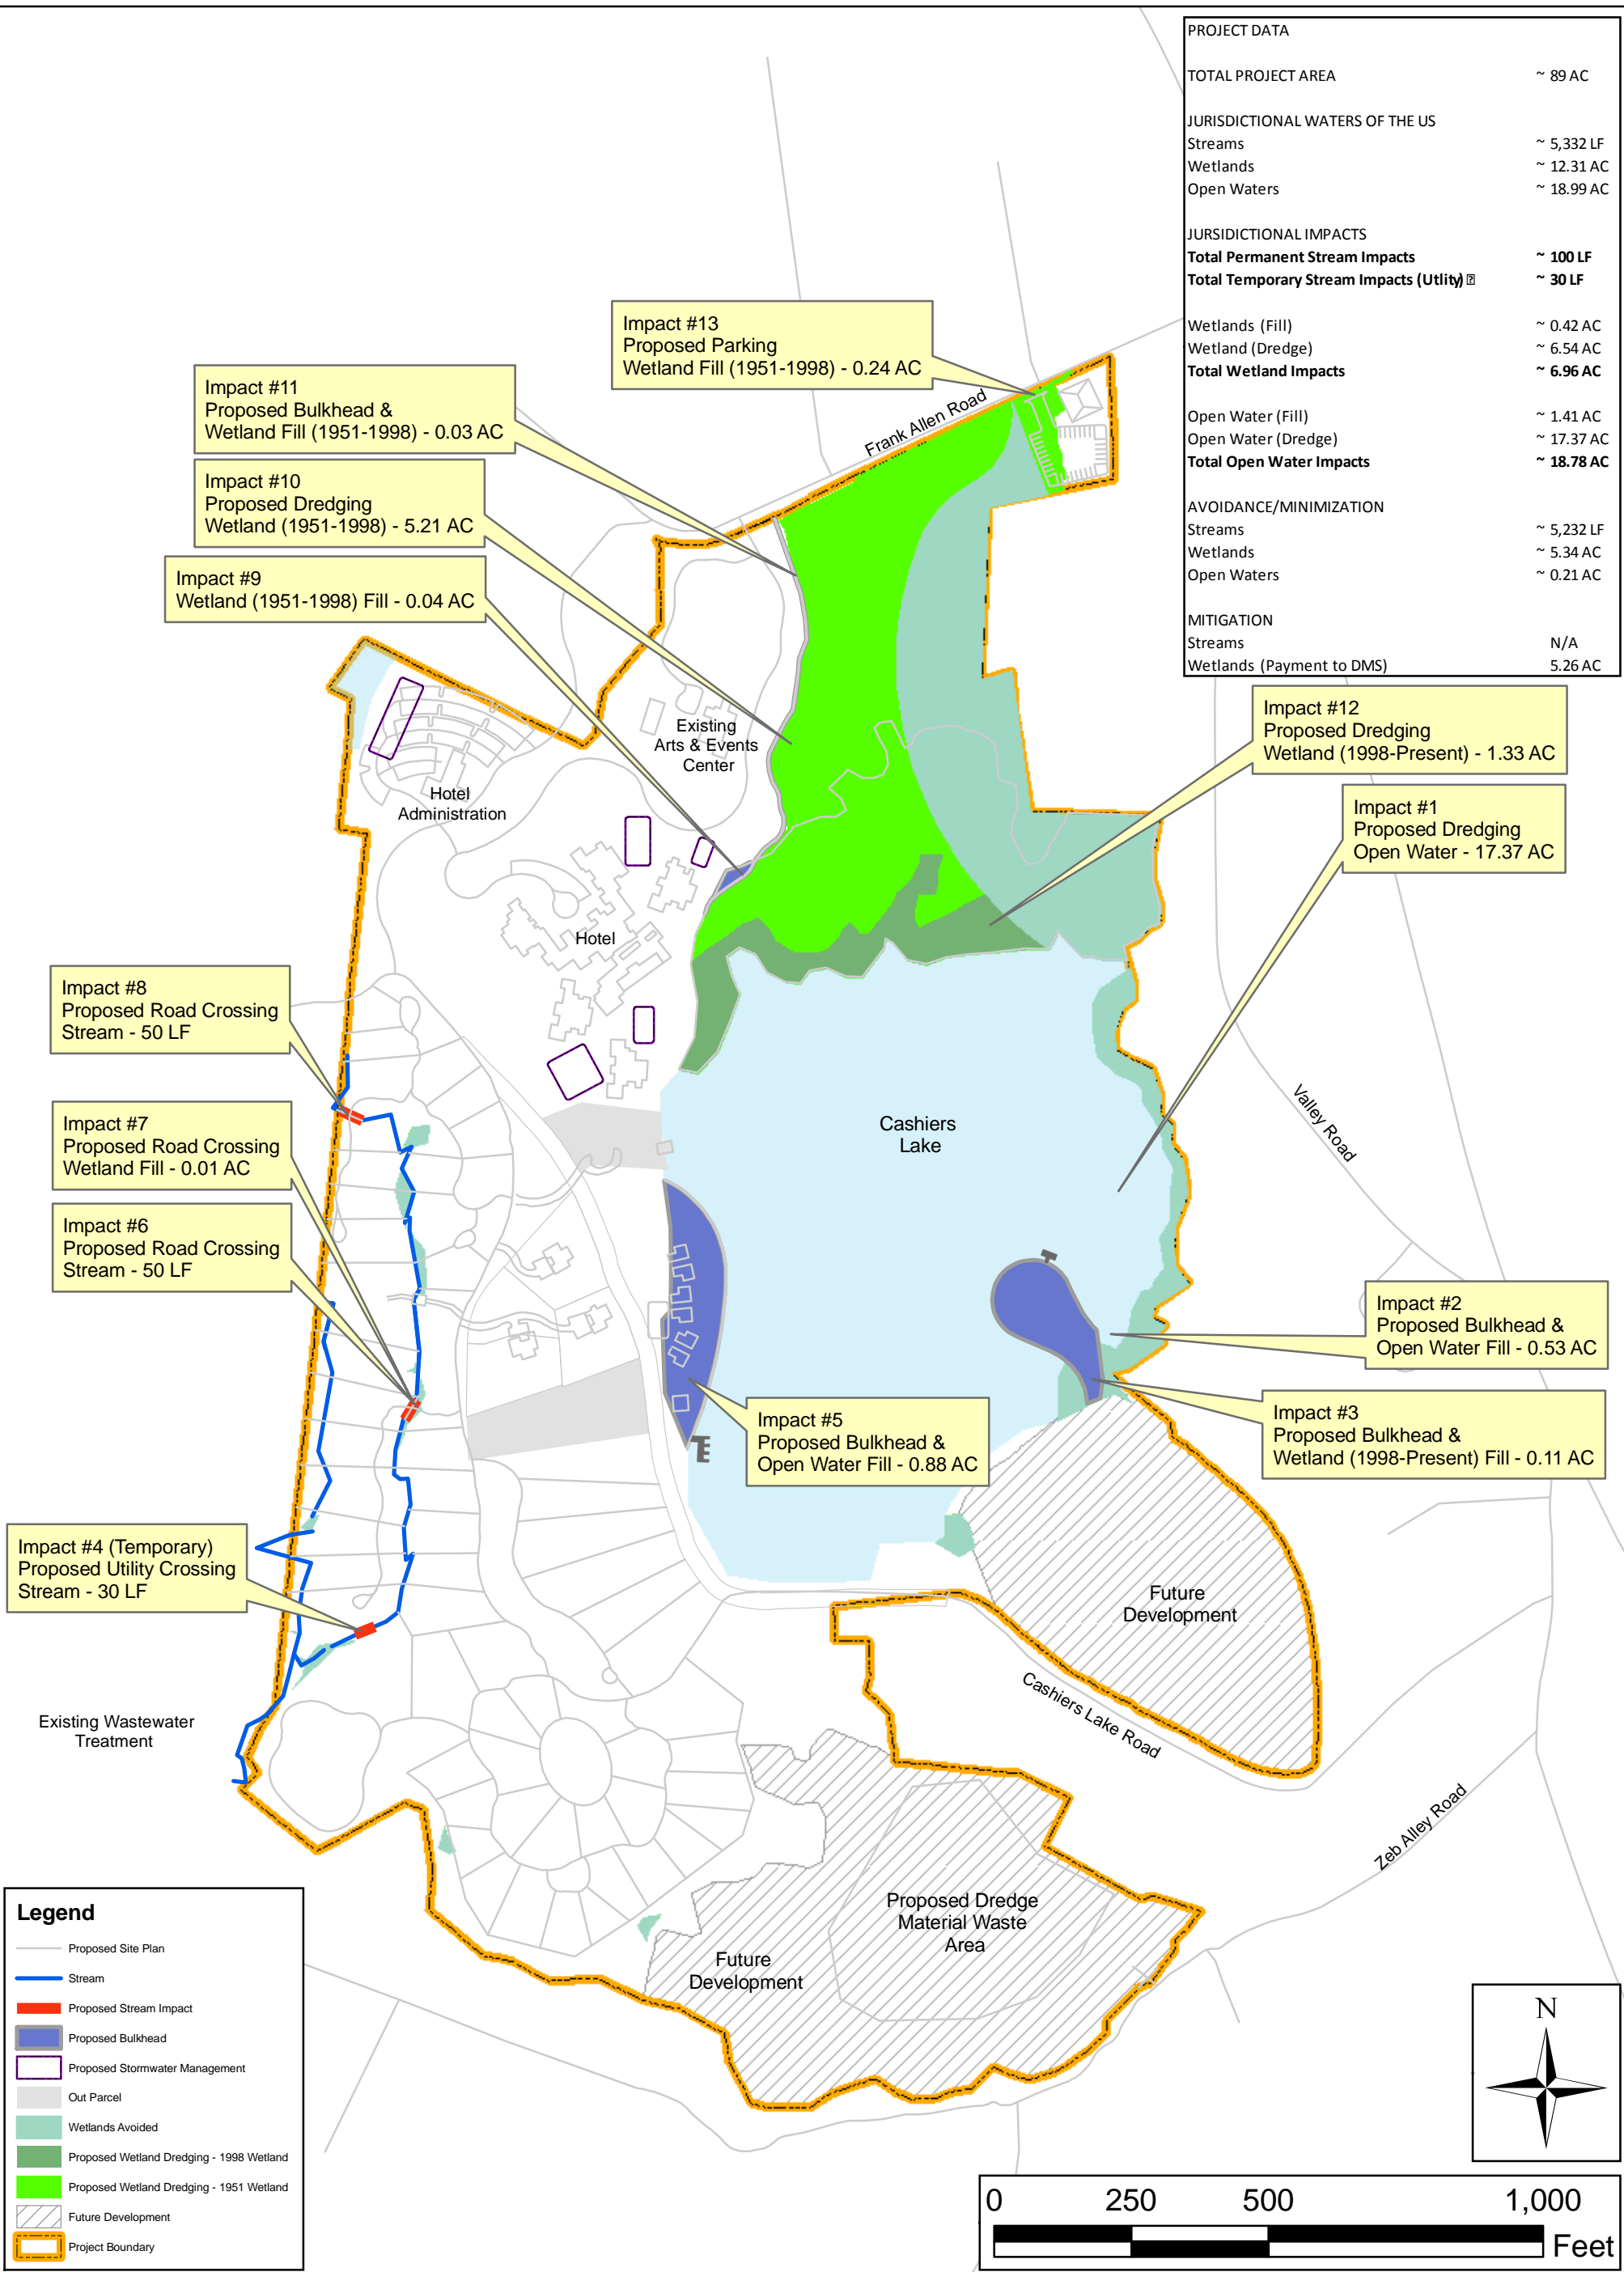 PROJECT DATA
TOTAL PROJECT AREA ~ 89 AC
JURISDICTIONAL WATERS OF THE US
Streams ~ 5,332 LF
Wetlands ~ 12.31 AC
Open Waters ~ 18.99 AC
JURSIDICTIONAL IMPACTS
Total Permanent Stream Impacts ~ 100 LF
Total Temporary Stream Impacts (Utlity) ~ 30 LF
Wetlands (Fill) ~ 0.42 AC
Wetland (Dredge) ~ 6.54 AC
Total Wetland Impacts ~ 6.96 AC
Open Water (Fill) ~ 1.41 AC
Open Water (Dredge) ~ 17.37 AC
Total Open Water Impacts ~ 18.78 AC
AVOIDANCE/MINIMIZATION
Streams ~ 5,232 LF
Wetlands ~ 5.34 AC
Open Waters ~ 0.21 AC
MITIGATION
Streams N/A
Wetlands (Payment to DMS) 5.26 AC
Impact #13
Proposed Parking
Wetland Fill (1951-1998) - 0.24 AC
Impact #11
Proposed Bulkhead &
Wetland Fill (1951-1998) - 0.03 AC
Frank Allen Road
Impact #10
Proposed Dredging
Wetland (1951-1998) - 5.21 AC
Impact #9
Wetland (1951-1998) Fill - 0.04 AC
Impact #12
Proposed Dredging
Wetland (1998-Present) - 1.33 AC
Existing
Arts & Events
Center
Hotel
Administration
Impact #1
Proposed Dredging
Open Water - 17.37 AC
Hotel
Impact #8
Proposed Road Crossing
Stream - 50 LF
Impact #7
Proposed Road Crossing
Wetland Fill - 0.01 AC
Cashiers
Lake
Valley Road
Impact #6
Proposed Road Crossing
Stream - 50 LF
Impact #2
Proposed Bulkhead &
Open Water Fill - 0.53 AC
Impact #5
Proposed Bulkhead &
Open Water Fill - 0.88 AC
Impact #3
Proposed Bulkhead &
Wetland (1998-Present) Fill - 0.11 AC
Impact #4 (Temporary)
Proposed Utility Crossing
Stream - 30 LF
Future
Development
Cashiers Lake Road
Existing Wastewater
Treatment
Zeb Alley Road
Proposed Dredge
Material Waste
Area
Future
Development
Legend
Proposed Site Plan
Stream
Proposed Stream Impact
Proposed Bulkhead
Proposed Stormwater Management
Out Parcel
Wetlands Avoided
Proposed Wetland Dredging - 1998 Wetland
Proposed Wetland Dredging - 1951 Wetland
Future Development
Project Boundary
N
0 250 500 1,000
Feet